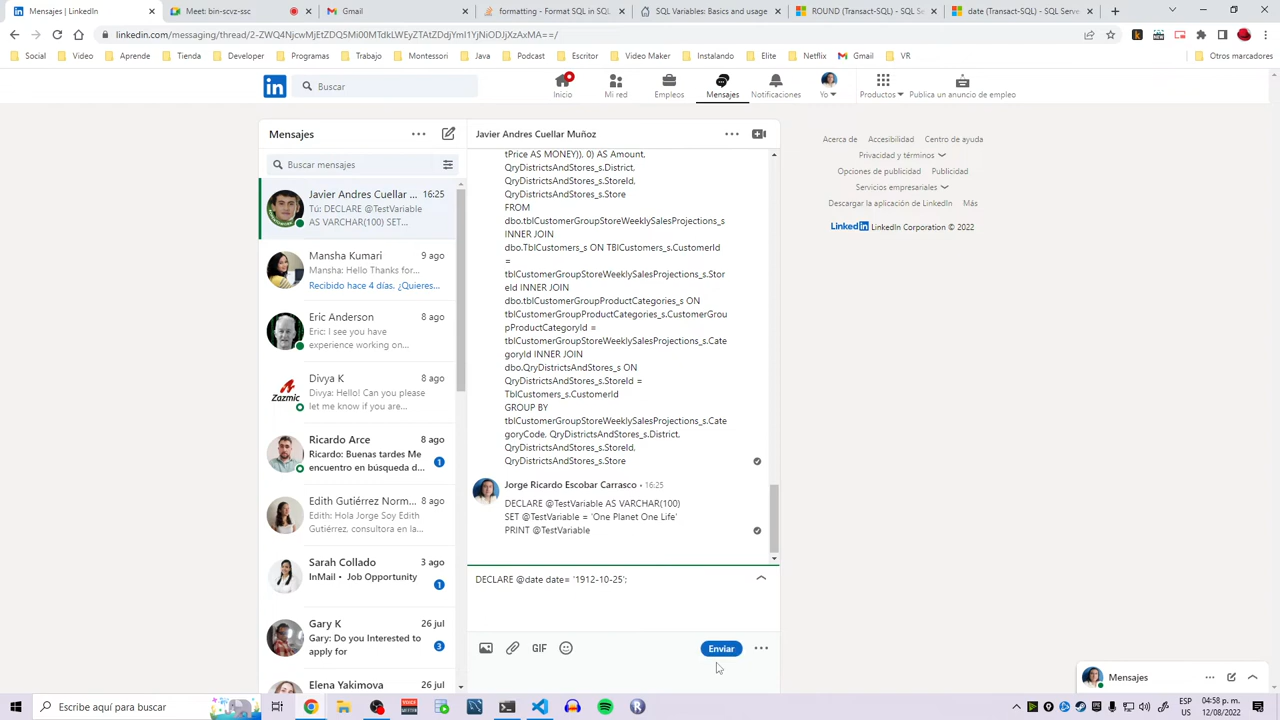 Mensajes | LinkedIn
Meet: bin-scvz-ssc
Gmail
formatting - Format SQL in SQL
SQL Variables: Basics and usage
ROUND (Transact-SQL) - SQL Se
date (Transact-SQL) - SQL Serve
linkedin.com/messaging/thread/2-ZWQ4NjcwMjEtZDQ5Mi00MTdkLWEyZTAtZDdjYmI1YjNiODJjXzAxMA==/
Social
Video
Aprende
Tienda
Developer
Programas
Trabajo
Montessori
Java
Podcast
Escritor
Video Maker
Instalando
Elite
Netflix
Gmail
VR
Otros marcadores
in
Buscar
Inicio
Mi red
Empleos
Mensajes
Notificaciones
Yo
Productos
Publica un anuncio de empleo
Mensajes
Buscar mensajes
Javier Andres Cuellar ...
16:25
Tú: DECLARE @TestVariable
AS VARCHAR(100) SET...
Mansha Kumari
9 ago
Mansha: Hello Thanks for...
Recibido hace 4 días. ¿Quieres...
Eric Anderson
8 ago
Eric: I see you have
experience working on...
Zazmic
Divya K
8 ago
Divya: Hello! Can you please
let me know if you are...
Ricardo Arce
8 ago
Ricardo: Buenas tardes Me
encuentro en búsqueda d...
1
Edith Gutiérrez Norm...
8 ago
Edith: Hola Jorge Soy Edith
Gutiérrez, consultora en la...
Sarah Collado
3 ago
InMail • Job Opportunity
1
Gary K
26 jul
Gary: Do you Interested to
apply for
3
Elena Yakimova
26 jul
Javier Andres Cuellar Muñoz
tPrice AS MONEY)), 0) AS Amount,
QryDistrictsAndStores_s.District,
QryDistrictsAndStores_s.StoreId,
QryDistrictsAndStores_s.Store
FROM
dbo.tblCustomerGroupStoreWeeklySalesProjections_s
INNER JOIN
dbo.TblCustomers_s ON TblCustomers_s.CustomerId
=
tblCustomerGroupStoreWeeklySalesProjections_s.Stor
eId INNER JOIN
dbo.tblCustomerGroupProductCategories_s ON
tblCustomerGroupProductCategories_s.CustomerGrou
pProductCategoryId =
tblCustomerGroupStoreWeeklySalesProjections_s.Cate
goryId INNER JOIN
dbo.QryDistrictsAndStores_s ON
QryDistrictsAndStores_s.StoreId =
TblCustomers_s.CustomerId
GROUP BY
tblCustomerGroupStoreWeeklySalesProjections_s.Cate
goryCode, QryDistrictsAndStores_s.District,
QryDistrictsAndStores_s.StoreId,
QryDistrictsAndStores_s.Store
Jorge Ricardo Escobar Carrasco • 16:25
DECLARE @TestVariable AS VARCHAR(100)
SET @TestVariable = 'One Planet One Life'
PRINT @TestVariable
DECLARE @date date= '1912-10-25';
GIF
Enviar
Acerca de
Accesibilidad
Centro de ayuda
Privacidad y términos
Opciones de publicidad
Publicidad
Servicios empresariales
Descargar la aplicación de LinkedIn
Más
LinkedIn LinkedIn Corporation © 2022
Mensajes
Escribe aquí para buscar
ESP
US
04:58 p. m.
12/08/2022